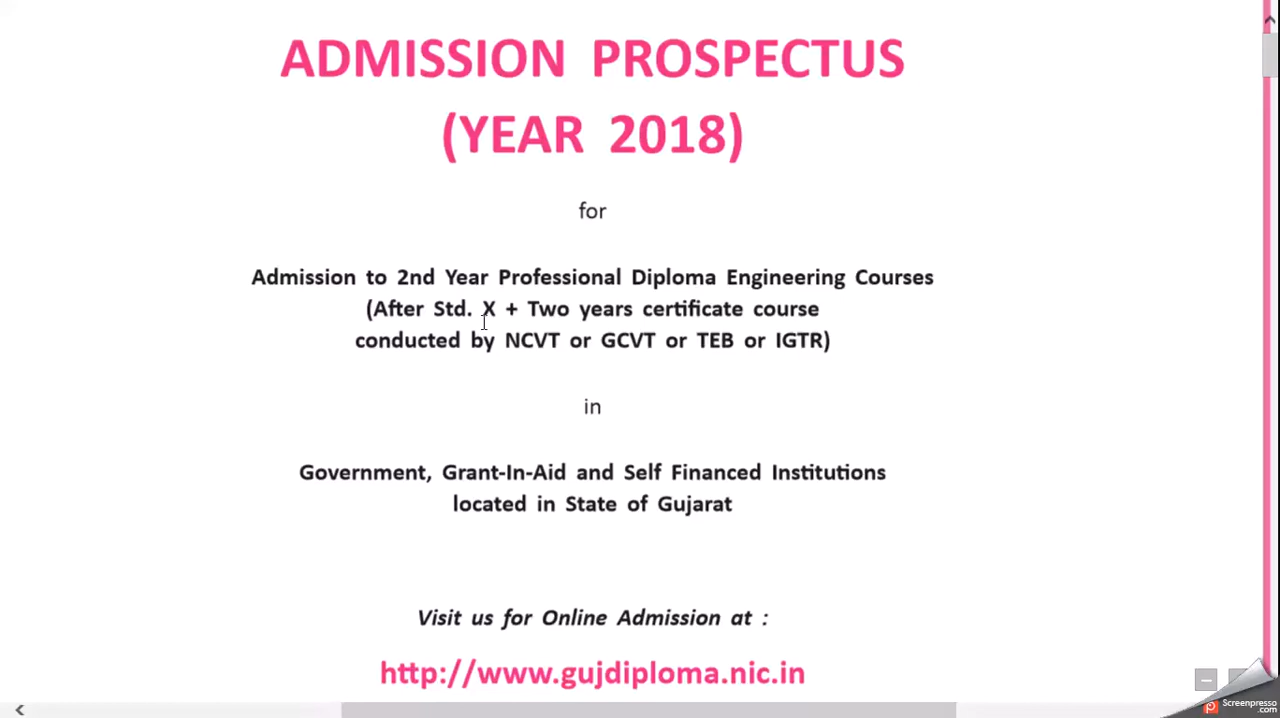 ADMISSION PROSPECTUS
(YEAR 2018)
for
Admission to 2nd Year Professional Diploma Engineering Courses
(After Std. X + Two years certificate course
conducted by NCVT or GCVT or TEB or IGTR)
in
Government, Grant-In-Aid and Self Financed Institutions
located in State of Gujarat
Visit us for Online Admission at :
http://www.gujdiploma.nic.in
Screenpresso
.com